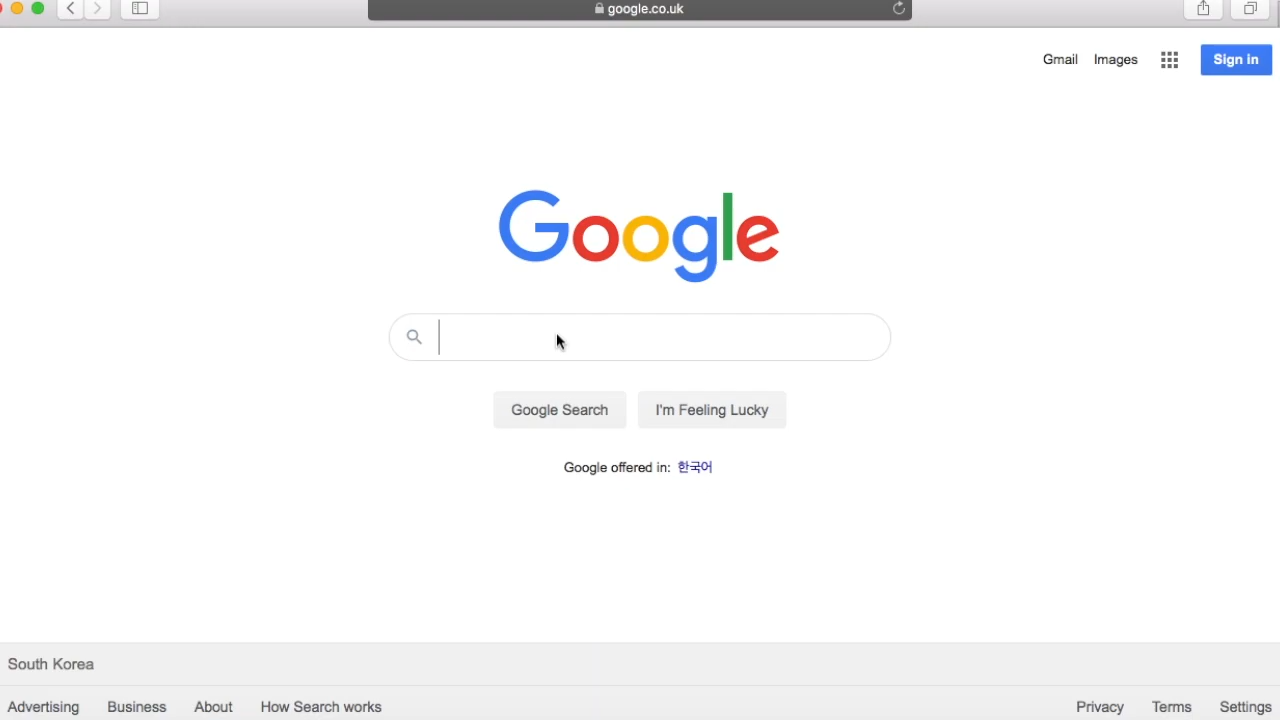 google.co.uk
Gmail Images Sign in
Google
Google Search I'm Feeling Lucky
Google offered in: 한국어
South Korea
Advertising Business About How Search works Privacy Terms Settings